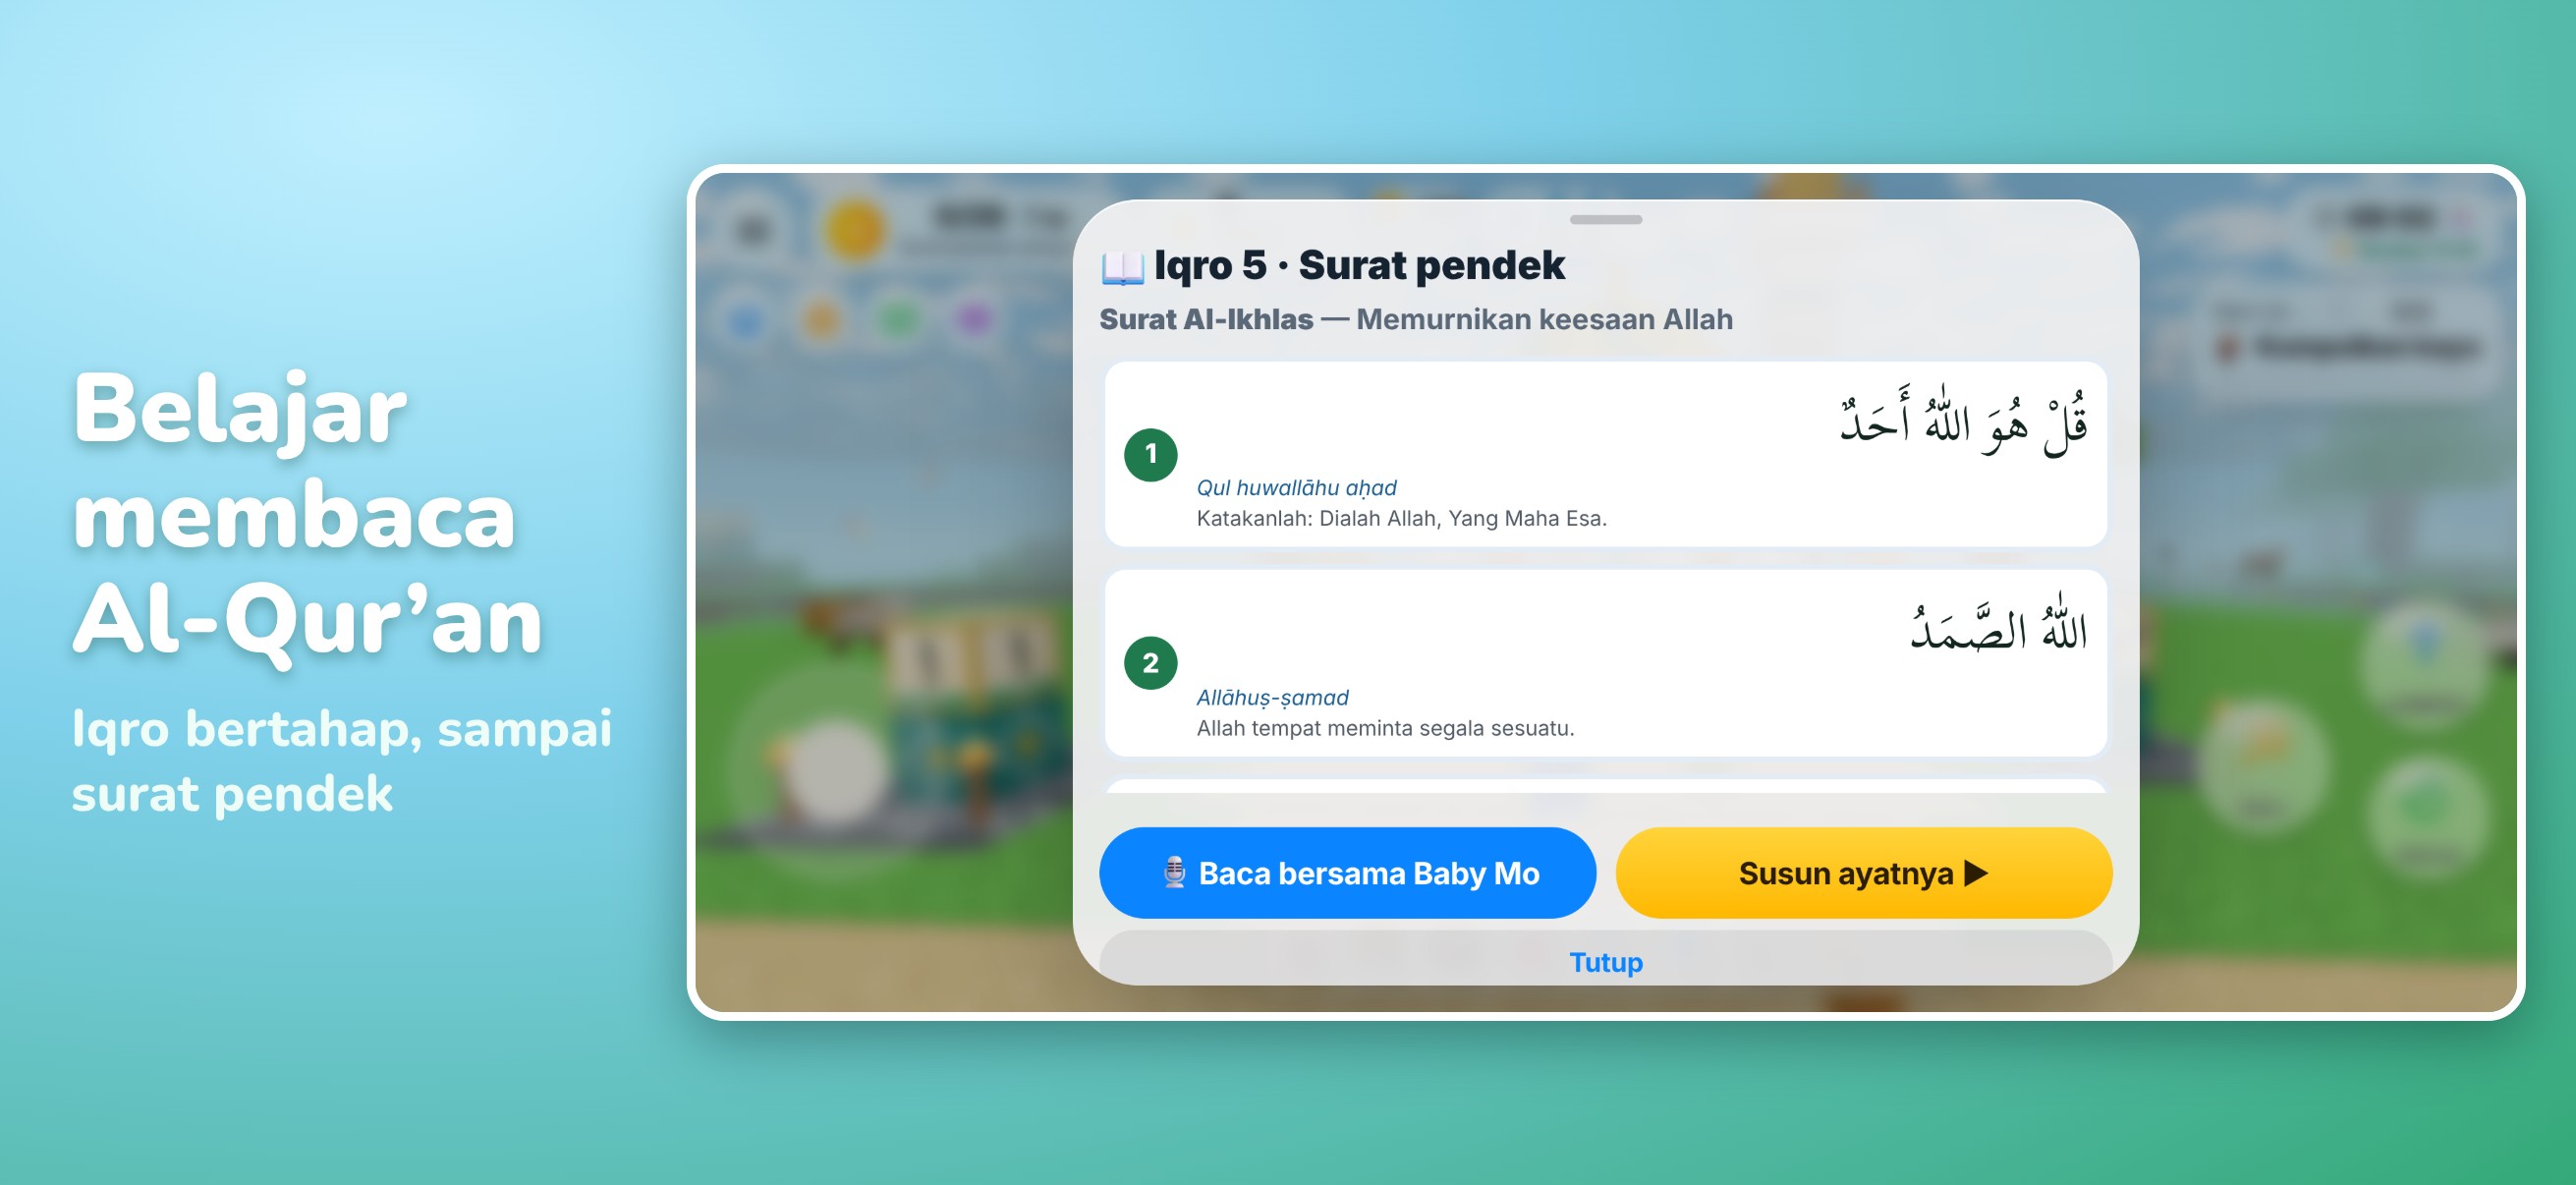 Belajar
membaca
Al-Qur’an
Iqro bertahap, sampai
surat pendek
📖 Iqro 5 · Surat pendek
Surat Al-Ikhlas — Memurnikan keesaan Allah
قُلْ هُوَ اللّٰهُ أَحَدٌ
1
Qul huwallāhu aḥad
Katakanlah: Dialah Allah, Yang Maha Esa.
اللّٰهُ الصَّمَدُ
2
Allāhuṣ-ṣamad
Allah tempat meminta segala sesuatu.
🎙️ Baca bersama Baby Mo
Susun ayatnya ▶
Tutup